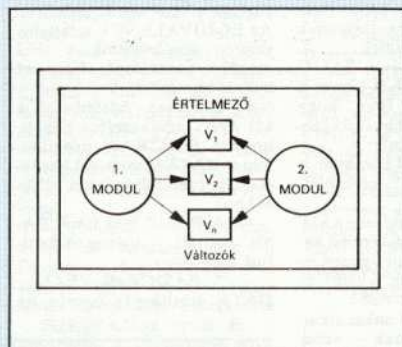 ÉRTELMEZŐ
V₁
1.
MODUL
V₂
2.
MODUL
Vₙ
Változók